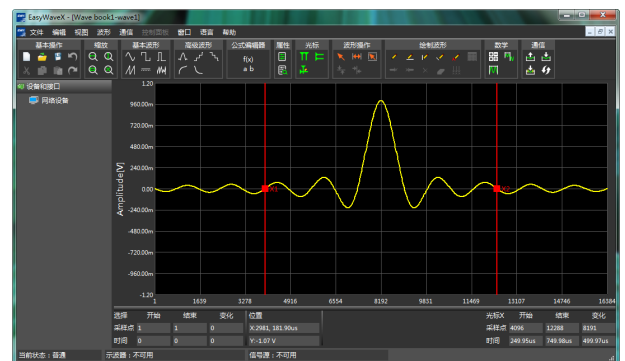 EasyWaveX - [Wave book1-wave1]
文件 编辑 视图 波形 通信 控制面板 窗口 语言 帮助
基本操作 缩放 基本波形 高级波形 公式编辑器 属性 光标 波形操作 绘制波形 数学 通信
f(x)
a b
设备和接口
网络设备
Amplitude[V]
1.20
960.00m
720.00m
480.00m
240.00m
0.00
-240.00m
-480.00m
-720.00m
-960.00m
-1.20
X1
X2
1 1639 3278 4916 6554 8192 9831 11469 13107 14746 16384
选择 开始 结束 变化 位置 光标X 开始 结束 变化
采样点 1 1 0 X:2981, 181.90us 采样点 4096 12288 8191
时间 0 0 0 Y:-1.07 V 时间 249.95us 749.98us 499.97us
当前状态：普通 示波器：不可用 信号源：不可用